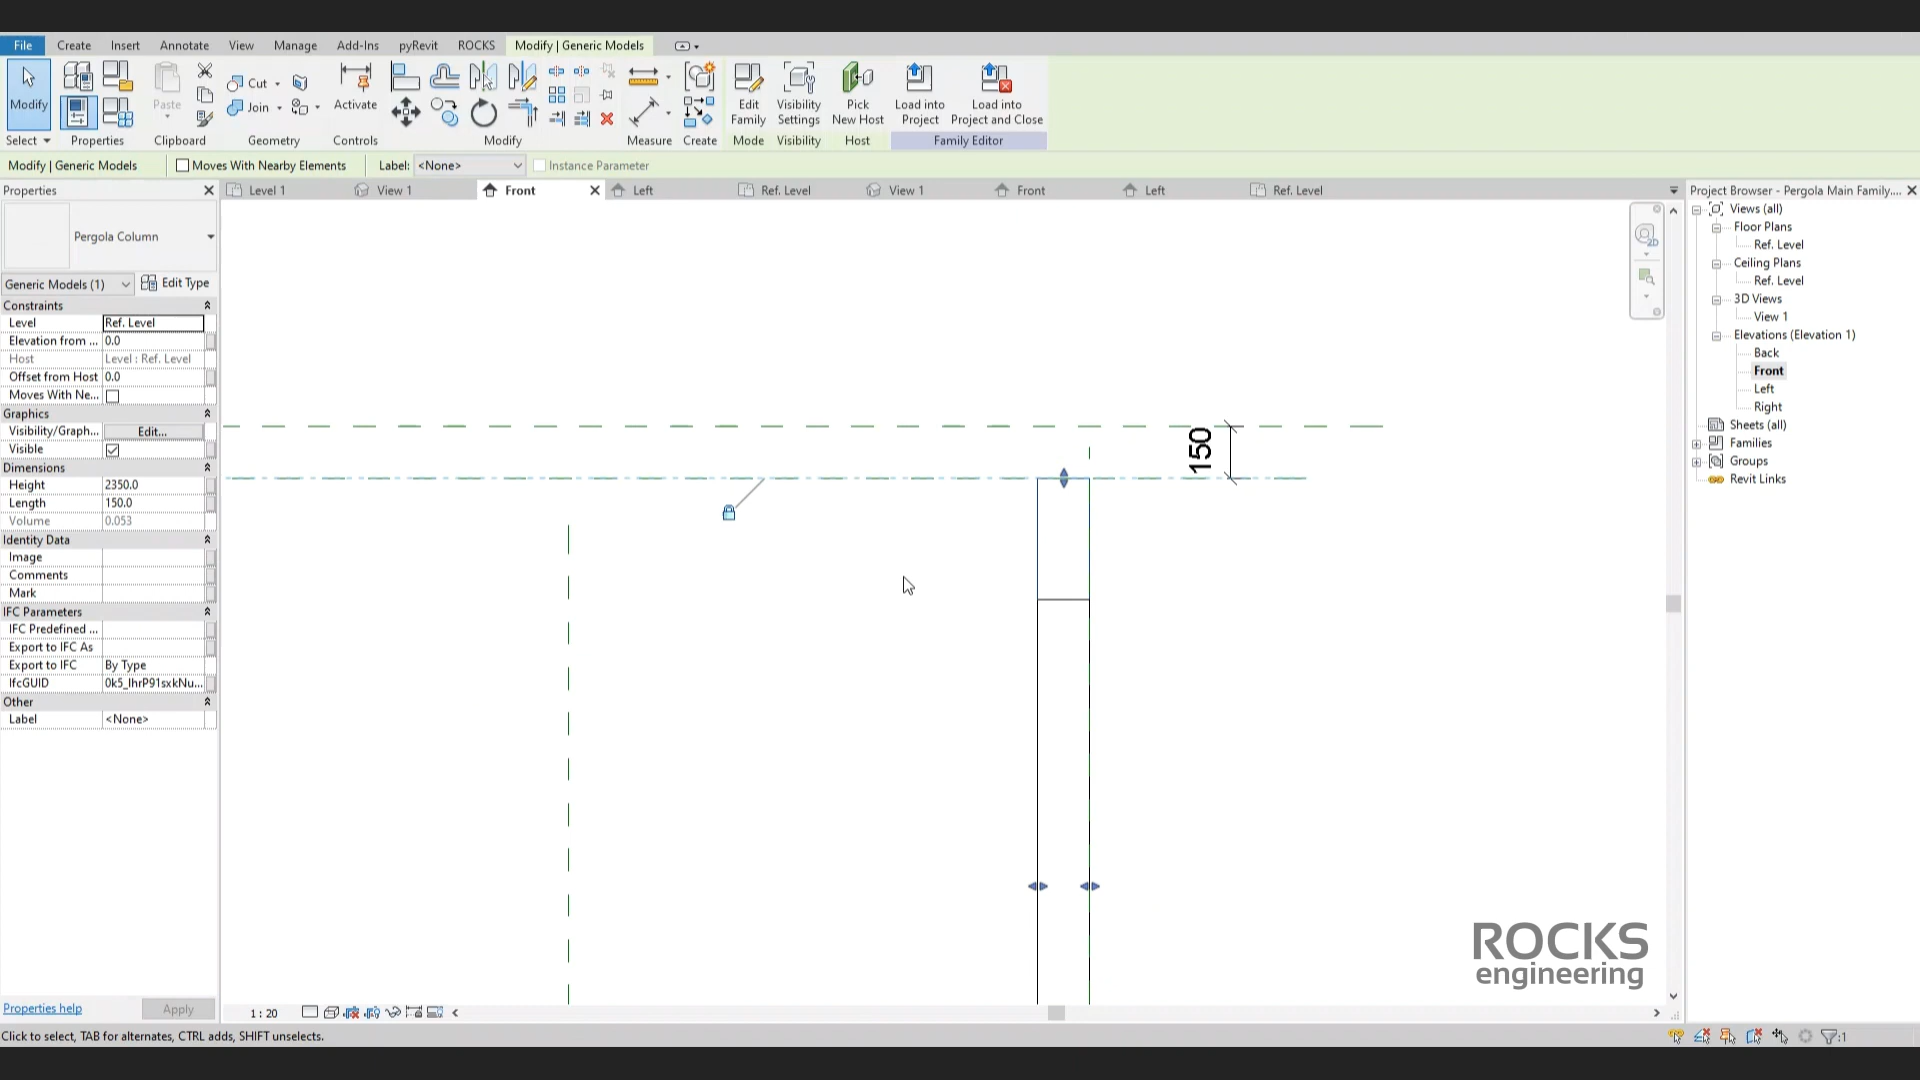 File Create Insert Annotate View Manage Add-Ins pyRevit ROCKS Modify | Generic Models
Modify Paste Cut Join Activate Edit Family Visibility Settings Pick New Host Load into Project Load into Project and Close
Select Properties Clipboard Geometry Controls Modify Measure Create Mode Visibility Host Family Editor
Modify | Generic Models Moves With Nearby Elements Label: <None> Instance Parameter
Properties
Level 1 View 1 Front Left Ref. Level View 1 Front Left Ref. Level
Project Browser - Pergola Main Family....
Pergola Column
Generic Models (1) Edit Type
Constraints
Level Ref. Level
Elevation from ... 0.0
Host Level : Ref. Level
Offset from Host 0.0
Moves With Ne...
Graphics
Visibility/Graph... Edit...
Visible
Dimensions
Height 2350.0
Length 150.0
Volume 0.053
Identity Data
Image
Comments
Mark
IFC Parameters
IFC Predefined ...
Export to IFC As
Export to IFC By Type
IfcGUID 0k5_IhrP91sxkNu...
Other
Label <None>
Properties help Apply
150
ROCKS
engineering
Views (all)
Floor Plans
Ref. Level
Ceiling Plans
Ref. Level
3D Views
View 1
Elevations (Elevation 1)
Back
Front
Left
Right
Sheets (all)
Families
Groups
Revit Links
1 : 20
Click to select, TAB for alternates, CTRL adds, SHIFT unselects.
:1